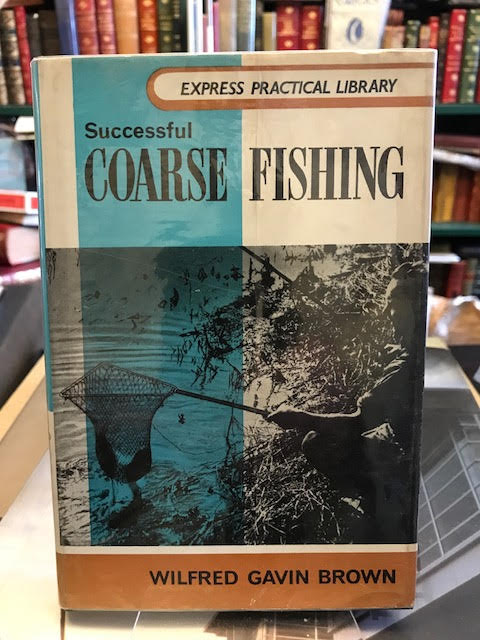 EXPRESS PRACTICAL LIBRARY
Successful
COARSE FISHING
WILFRED GAVIN BROWN